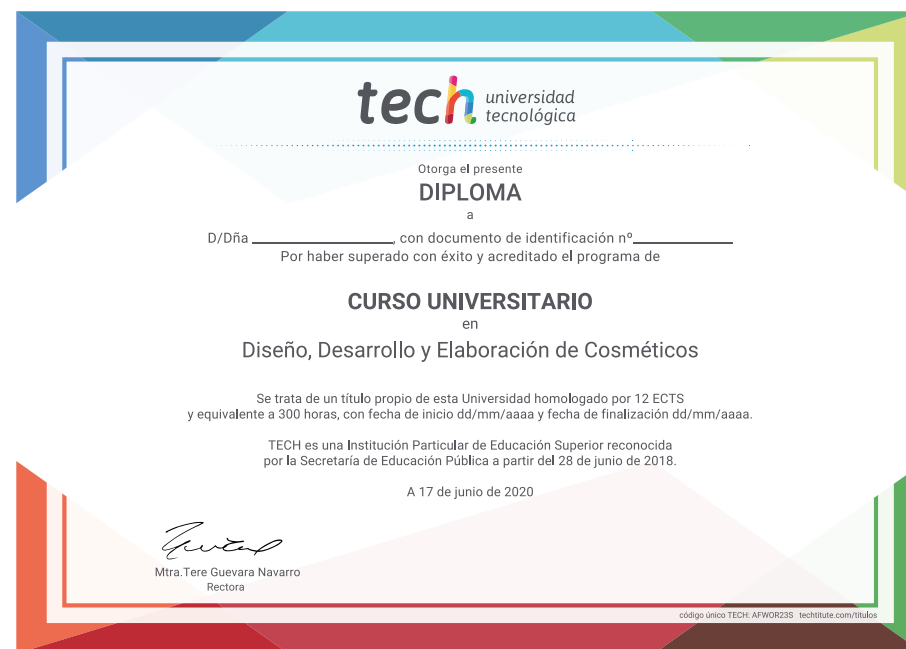 tech universidad
tecnológica
Otorga el presente
DIPLOMA
a
D/Dña ____________________, con documento de identificación nº______________
Por haber superado con éxito y acreditado el programa de
CURSO UNIVERSITARIO
en
Diseño, Desarrollo y Elaboración de Cosméticos
Se trata de un título propio de esta Universidad homologado por 12 ECTS
y equivalente a 300 horas, con fecha de inicio dd/mm/aaaa y fecha de finalización dd/mm/aaaa.
TECH es una Institución Particular de Educación Superior reconocida
por la Secretaría de Educación Pública a partir del 28 de junio de 2018.
A 17 de junio de 2020
Mtra.Tere Guevara Navarro
Rectora
código único TECH: AFWOR23S techtitute.com/titulos